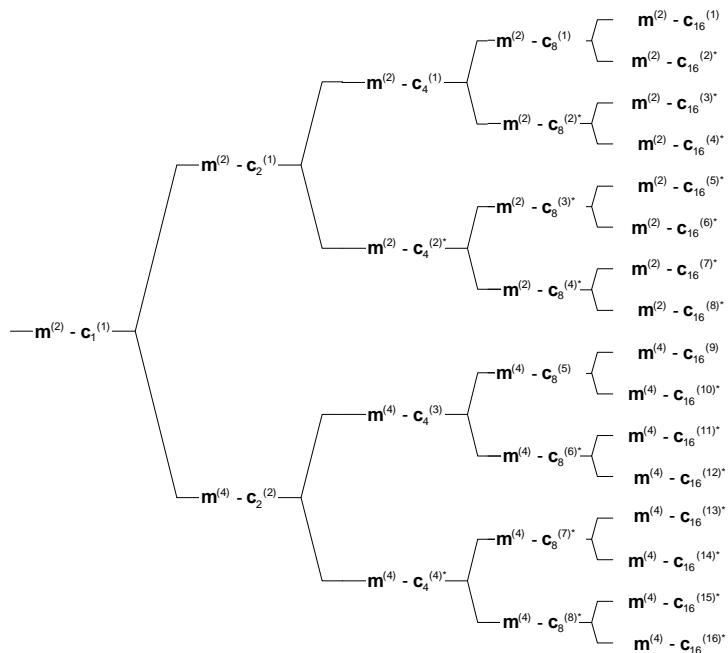 m(2) - c16(1)
m(2) - c8(1)
m(2) - c16(2)*
m(2) - c4(1)
m(2) - c16(3)*
m(2) - c8(2)*
m(2) - c16(4)*
m(2) - c2(1)
m(2) - c16(5)*
m(2) - c8(3)*
m(2) - c16(6)*
m(2) - c4(2)*
m(2) - c16(7)*
m(2) - c8(4)*
m(2) - c16(8)*
m(2) - c1(1)
m(4) - c16(9)
m(4) - c8(5)
m(4) - c16(10)*
m(4) - c4(3)
m(4) - c16(11)*
m(4) - c8(6)*
m(4) - c16(12)*
m(4) - c2(2)
m(4) - c16(13)*
m(4) - c8(7)*
m(4) - c16(14)*
m(4) - c4(4)*
m(4) - c16(15)*
m(4) - c8(8)*
m(4) - c16(16)*